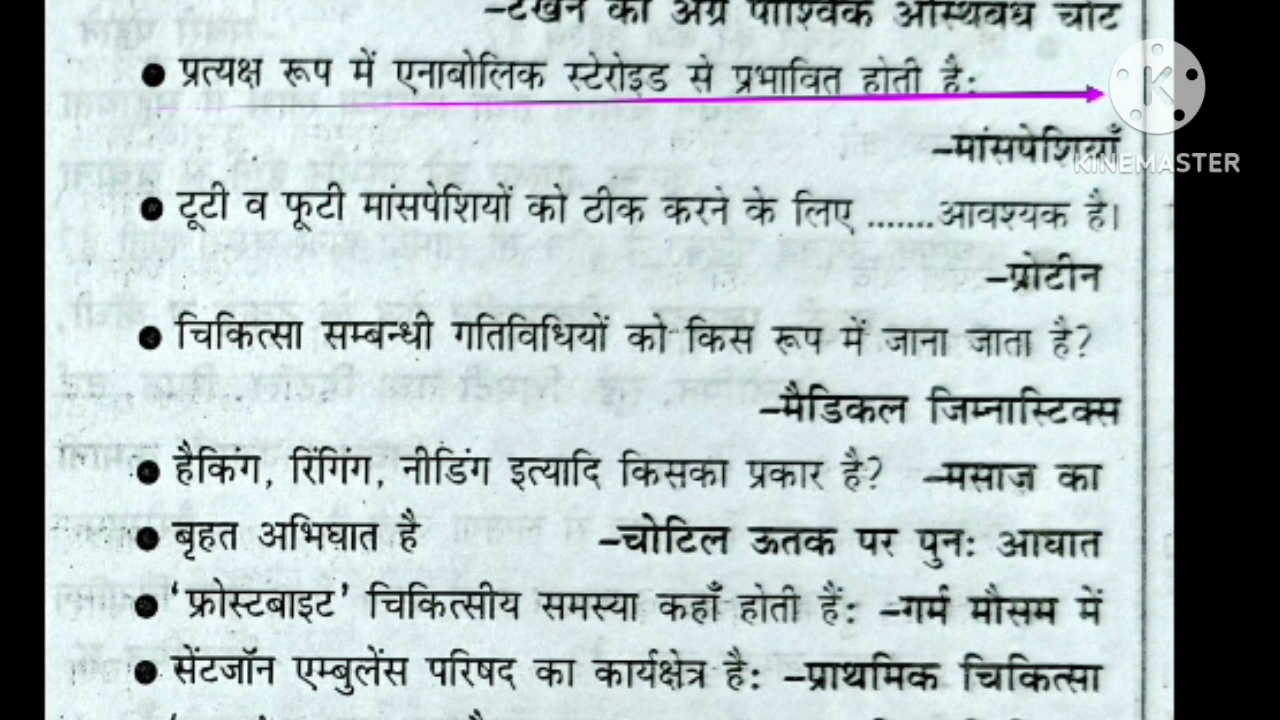 –टखने की अग्र पार्श्विक अस्थिबंध चोट
● प्रत्यक्ष रूप में एनाबोलिक स्टेरोइड से प्रभावित होती है:
–मांसपेशियाँ
KINEMASTER
● टूटी व फूटी मांसपेशियों को ठीक करने के लिए .......आवश्यक है।
–प्रोटीन
● चिकित्सा सम्बन्धी गतिविधियों को किस रूप में जाना जाता है?
–मैडिकल जिम्नास्टिक्स
● हैकिंग, रिंगिंग, नीडिंग इत्यादि किसका प्रकार है? –मसाज़ का
● बृहत अभिघात है –चोटिल ऊतक पर पुनः आघात
● ‘फ्रोस्टबाइट’ चिकित्सीय समस्या कहाँ होती हैं: –गर्म मौसम में
● सेंटजॉन एम्बुलेंस परिषद का कार्यक्षेत्र है: –प्राथमिक चिकित्सा